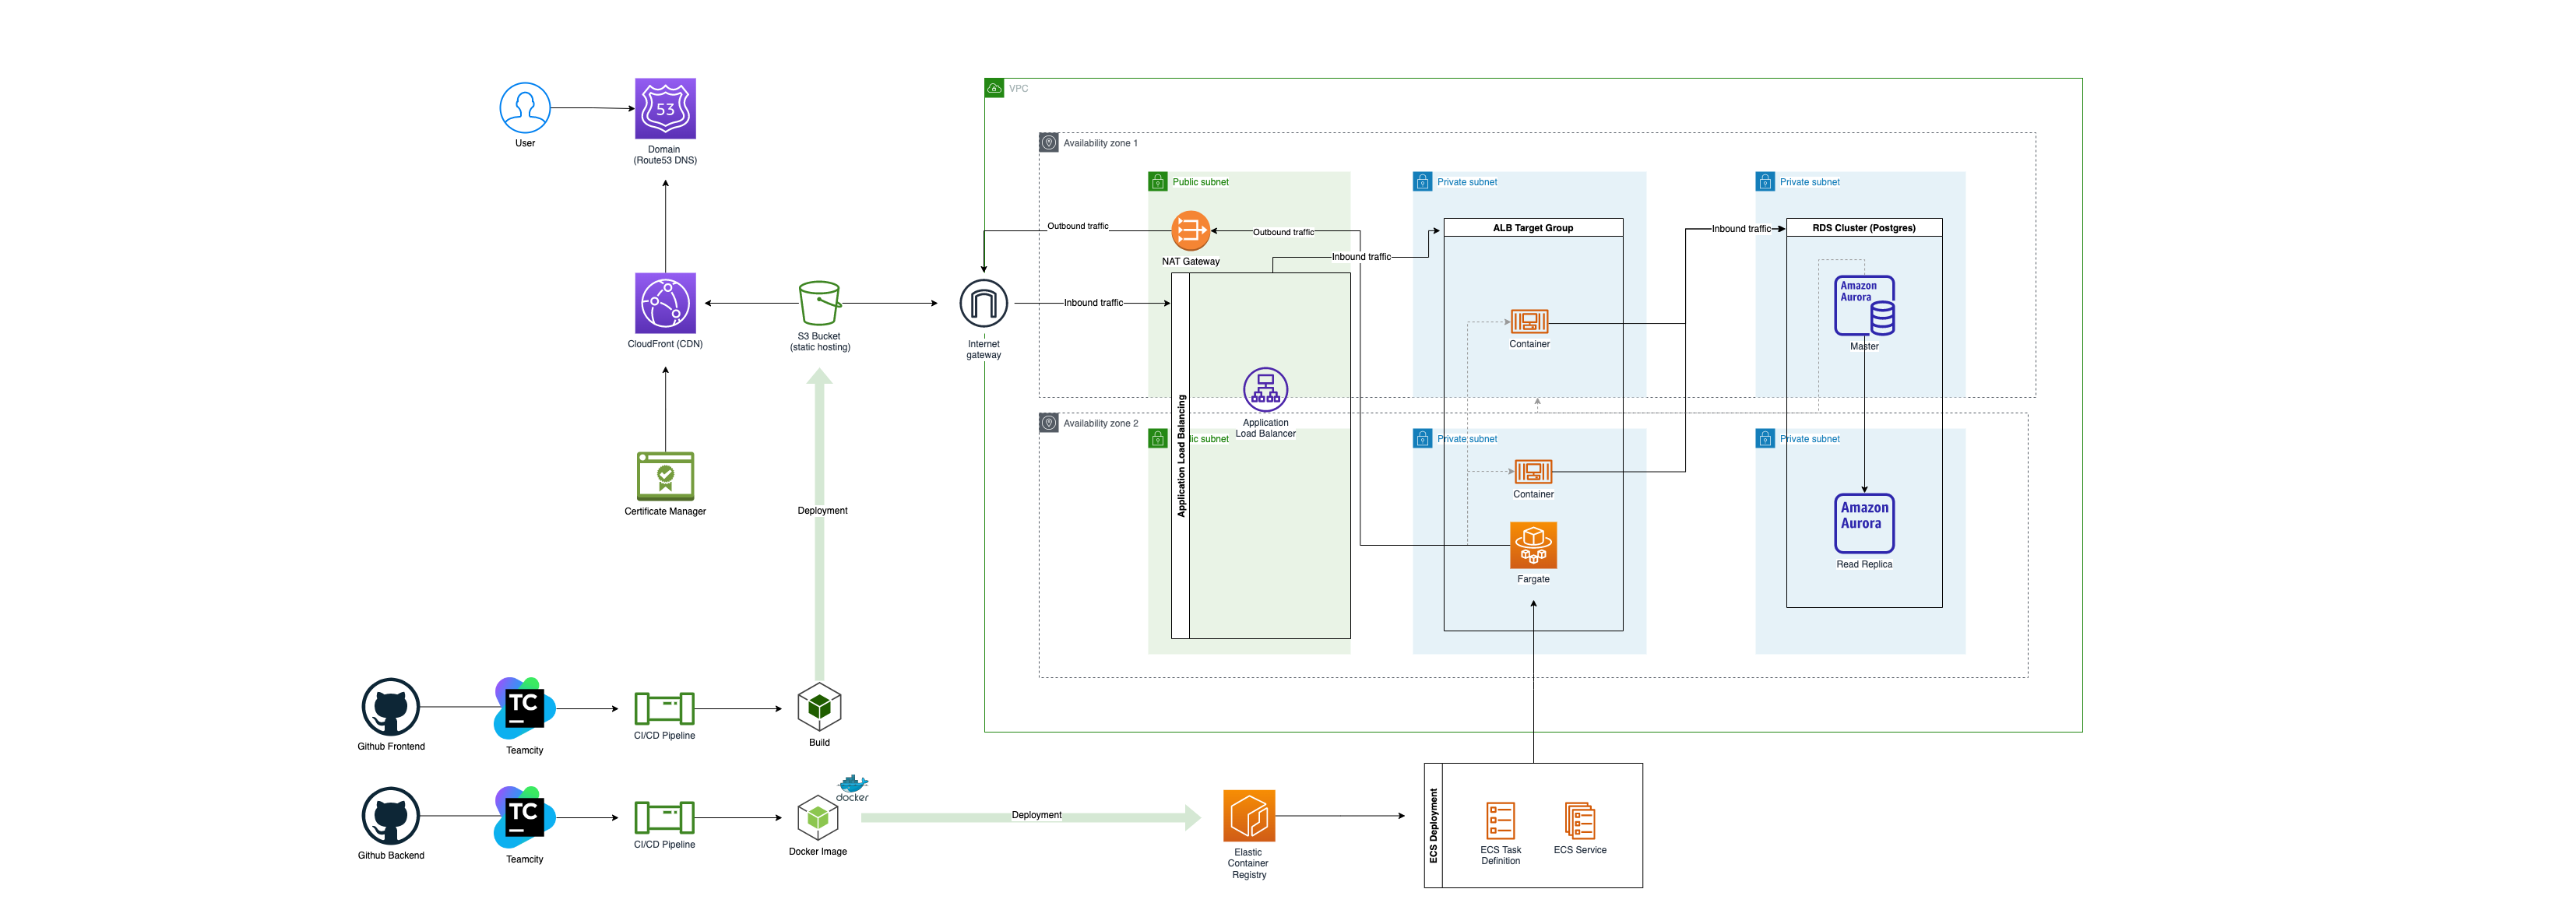 VPC
Availability zone 1
User
53
Domain
(Route53 DNS)
Public subnet
Private subnet
Private subnet
Outbound traffic
Outbound traffic
NAT Gateway
Inbound traffic
ALB Target Group
Inbound traffic
RDS Cluster (Postgres)
CloudFront (CDN)
S3 Bucket
(static hosting)
Internet
gateway
Inbound traffic
Container
Amazon
Aurora
Master
Application Load Balancing
Application
Load Balancer
Availability zone 2
lic subnet
Private subnet
Private subnet
Container
Fargate
Amazon
Aurora
Read Replica
Certificate Manager
Deployment
Github Frontend
TC
Teamcity
CI/CD Pipeline
Build
Github Backend
TC
Teamcity
CI/CD Pipeline
docker
Docker Image
Deployment
Elastic
Container
Registry
ECS Deployment
ECS Task
Definition
ECS Service